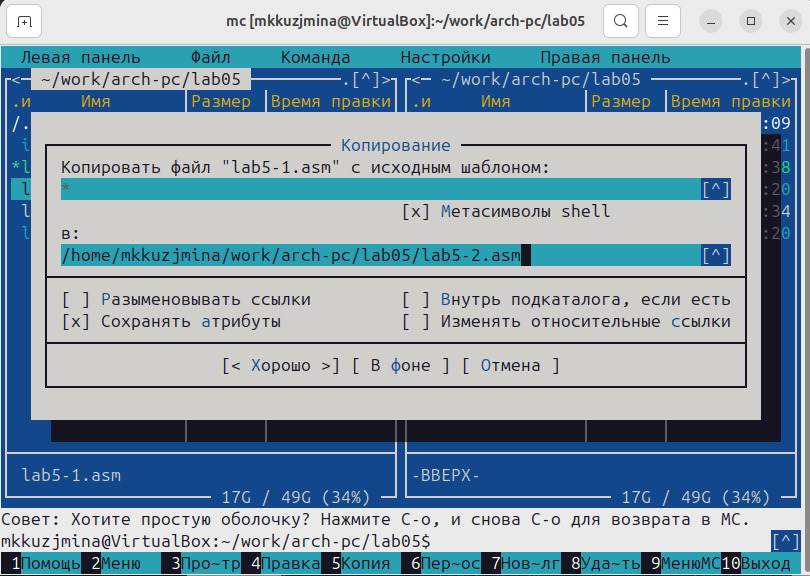 mc [mkkuzjmina@VirtualBox]:~/work/arch-pc/lab05
Левая панель Файл Команда Настройки Правая панель
<— ~/work/arch-pc/lab05 .[^]> <— ~/work/arch-pc/lab05 .[^]>
.и Имя Размер Время правки .и Имя Размер Время правки
/. :09
:41
*l :38
l :20
l :34
l :20
Копирование
Копировать файл "lab5-1.asm" с исходным шаблоном:
* [^]
[x] Метасимволы shell
в:
/home/mkkuzjmina/work/arch-pc/lab05/lab5-2.asm [^]
[ ] Разыменовывать ссылки [ ] Внутрь подкаталога, если есть
[x] Сохранять атрибуты [ ] Изменять относительные ссылки
[< Хорошо >] [ В фоне ] [ Отмена ]
lab5-1.asm -ВВЕРХ-
17G / 49G (34%) 17G / 49G (34%)
Совет: Хотите простую оболочку? Нажмите C-o, и снова C-o для возврата в MC.
mkkuzjmina@VirtualBox:~/work/arch-pc/lab05$ [^]
1Помощь 2Меню 3Про~тр 4Правка 5Копия 6Пер~ос 7Нов~лг 8Уда~ть 9МенюMC 10Выход